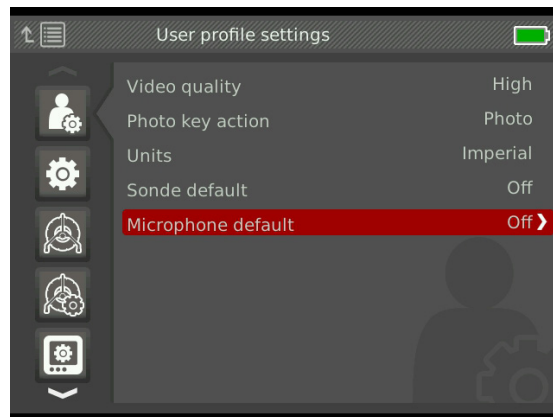 User profile settings
Video quality High
Photo key action Photo
Units Imperial
Sonde default Off
Microphone default Off